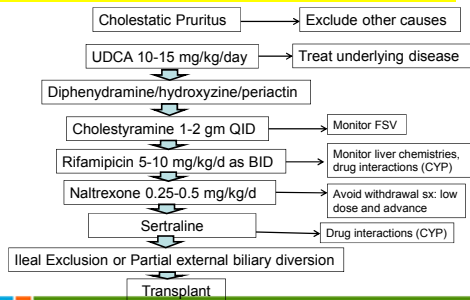 Cholestatic Pruritus
Exclude other causes
UDCA 10-15 mg/kg/day
Treat underlying disease
Diphenydramine/hydroxyzine/periactin
Cholestyramine 1-2 gm QID
Monitor FSV
Rifamipicin 5-10 mg/kg/d as BID
Monitor liver chemistries,
drug interactions (CYP)
Naltrexone 0.25-0.5 mg/kg/d
Avoid withdrawal sx: low
dose and advance
Sertraline
Drug interactions (CYP)
Ileal Exclusion or Partial external biliary diversion
Transplant